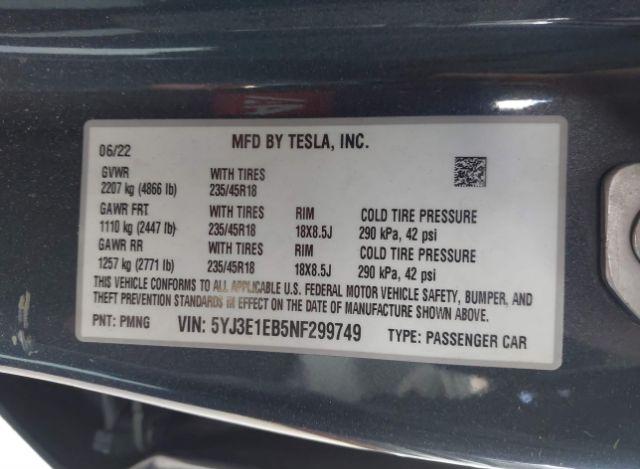 MFD BY TESLA, INC.
06/22
GVWR WITH TIRES
2207 kg (4866 lb) 235/45R18
GAWR FRT WITH TIRES RIM COLD TIRE PRESSURE
1110 kg (2447 lb) 235/45R18 18X8.5J 290 kPa, 42 psi
GAWR RR WITH TIRES RIM COLD TIRE PRESSURE
1257 kg (2771 lb) 235/45R18 18X8.5J 290 kPa, 42 psi
THIS VEHICLE CONFORMS TO ALL APPLICABLE U.S. FEDERAL MOTOR VEHICLE SAFETY, BUMPER, AND
THEFT PREVENTION STANDARDS IN EFFECT ON THE DATE OF MANUFACTURE SHOWN ABOVE.
PNT: PMNG VIN: 5YJ3E1EB5NF299749 TYPE: PASSENGER CAR